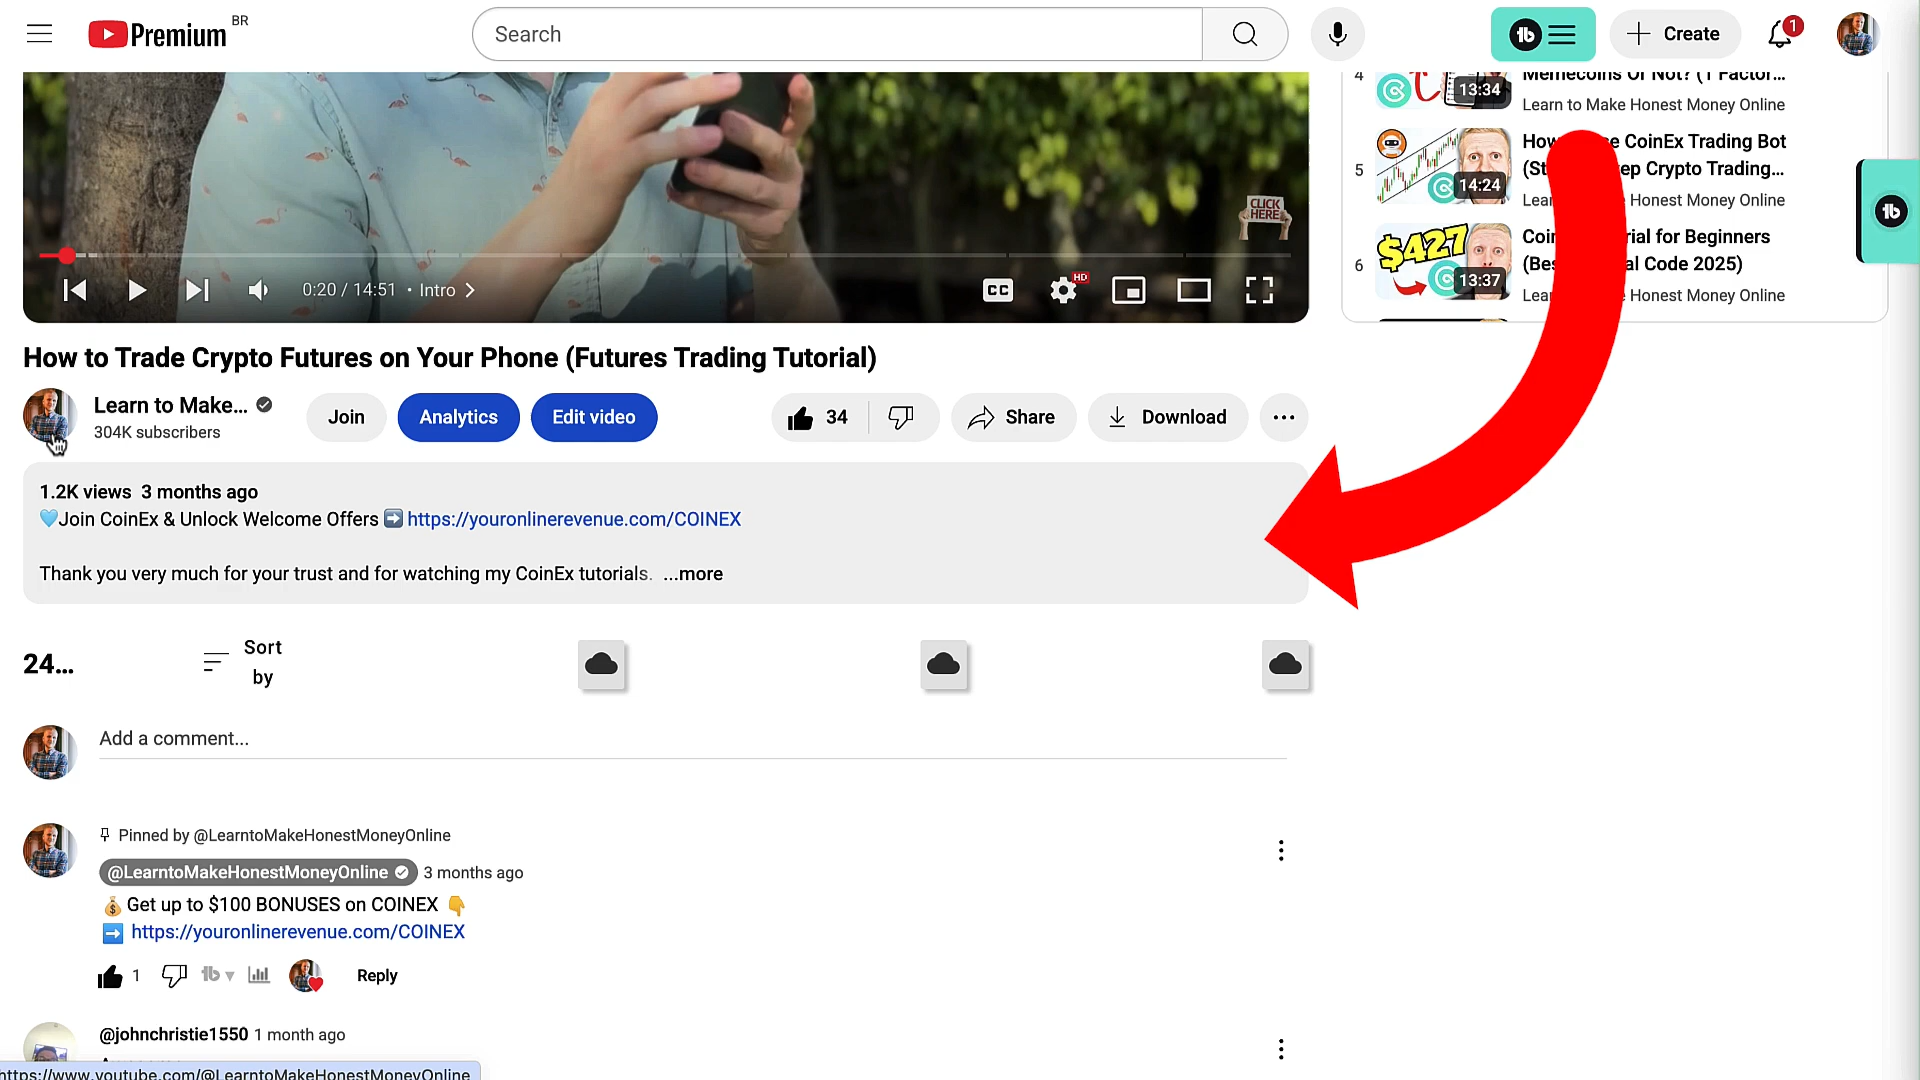 Premium
BR
Search
Create
1
4
Memecoins Or Not? (1 Factor...
13:34
Learn to Make Honest Money Online
CLICK
HERE
5
CoinEx Trading Bot
ep Crypto Trading...
14:24
Honest Money Online
6
$427
rial for Beginners
al Code 2025)
13:37
Honest Money Online
0:20 / 14:51 • Intro
CC
HD
How to Trade Crypto Futures on Your Phone (Futures Trading Tutorial)
Learn to Make...
304K subscribers
Join
Analytics
Edit video
34
Share
Download
1.2K views 3 months ago
🩵Join CoinEx & Unlock Welcome Offers ➡️ https://youronlinerevenue.com/COINEX
Thank you very much for your trust and for watching my CoinEx tutorials. ...more
24...
Sort
by
Add a comment...
Pinned by @LearntoMakeHonestMoneyOnline
@LearntoMakeHonestMoneyOnline 3 months ago
💰Get up to $100 BONUSES on COINEX 👇
➡️ https://youronlinerevenue.com/COINEX
1
Reply
@johnchristie1550 1 month ago
https://www.youtube.com/@LearntoMakeHonestMoneyOnline